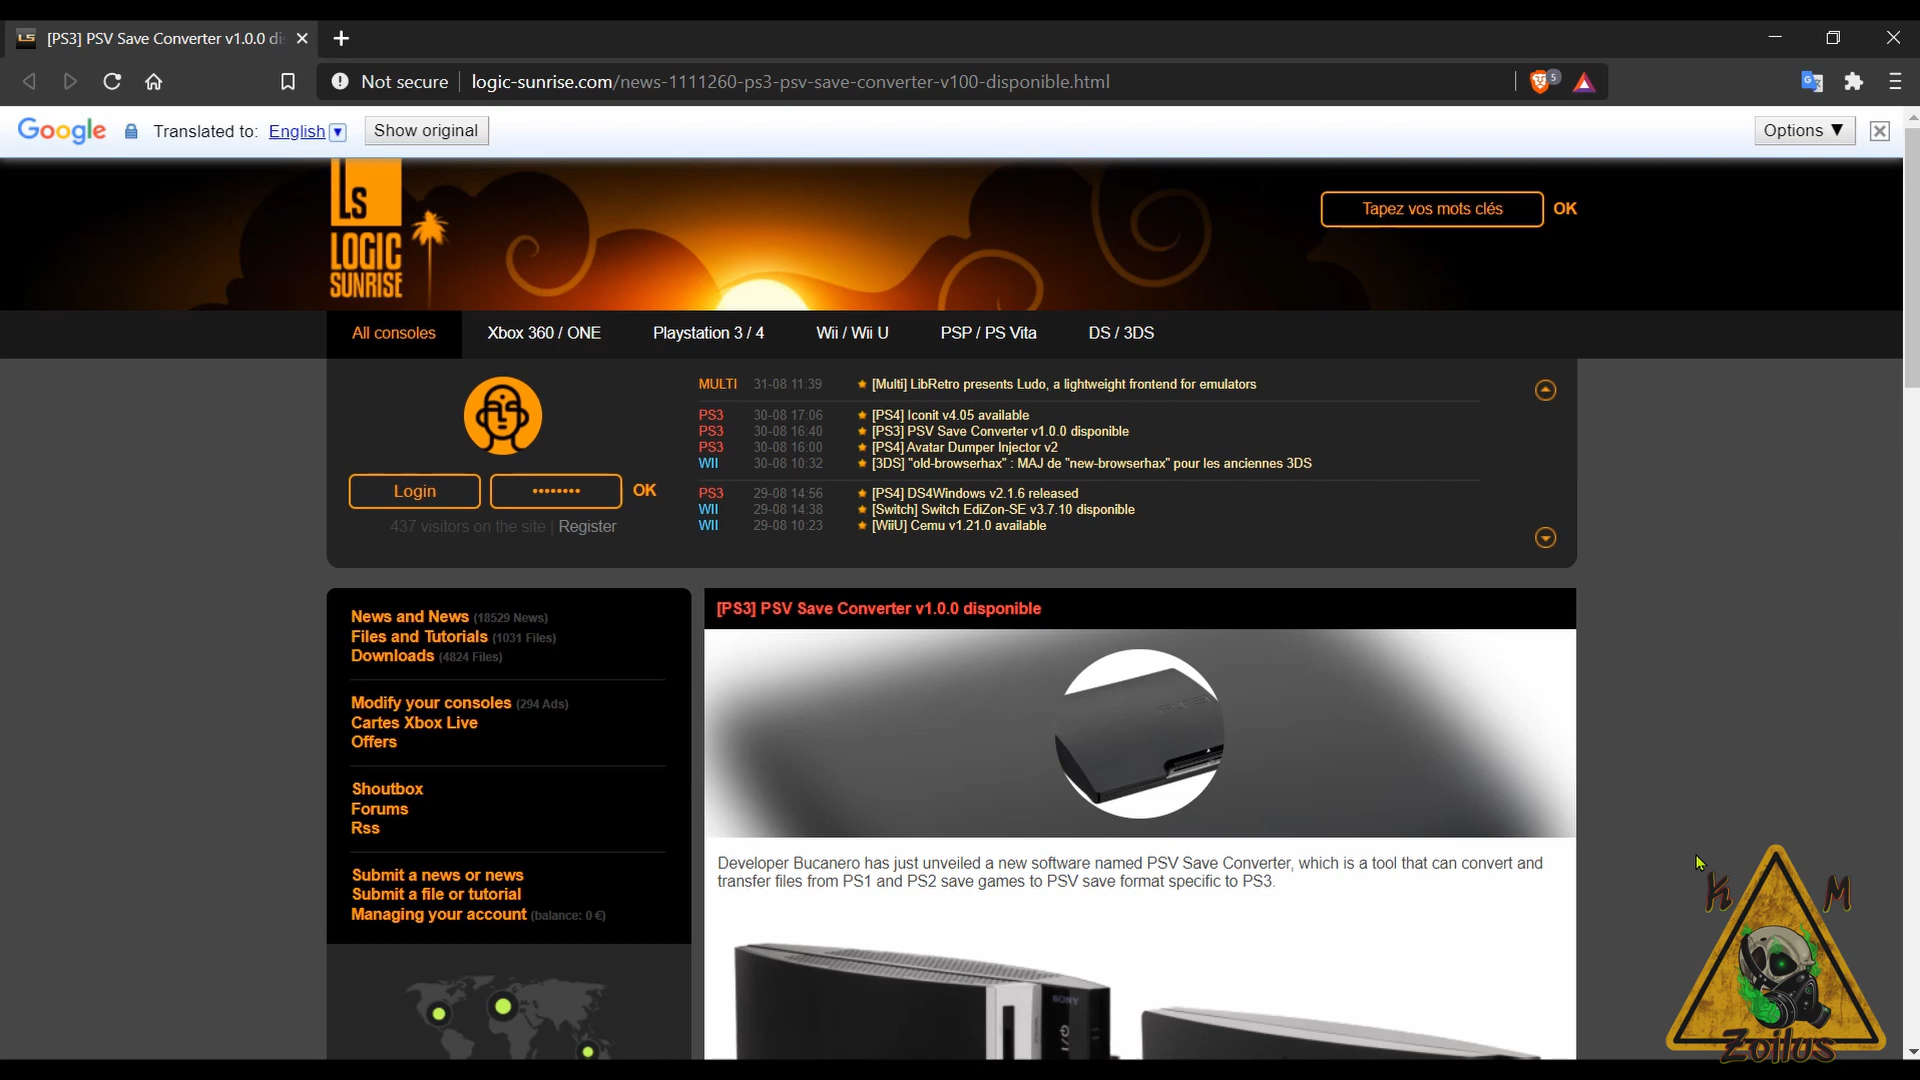 LS [PS3] PSV Save Converter v1.0.0 di
Not secure logic-sunrise.com/news-1111260-ps3-psv-save-converter-v100-disponible.html 5
Google Translated to: English Show original Options ▼
Ls
LOGIC
SUNRISE
Tapez vos mots clés OK
All consoles Xbox 360 / ONE Playstation 3 / 4 Wii / Wii U PSP / PS Vita DS / 3DS
MULTI 31-08 11:39 [Multi] LibRetro presents Ludo, a lightweight frontend for emulators
PS3 30-08 17:06 [PS4] Iconit v4.05 available
PS3 30-08 16:40 [PS3] PSV Save Converter v1.0.0 disponible
PS3 30-08 16:00 [PS4] Avatar Dumper Injector v2
WII 30-08 10:32 [3DS] "old-browserhax" : MAJ de "new-browserhax" pour les anciennes 3DS
PS3 29-08 14:56 [PS4] DS4Windows v2.1.6 released
WII 29-08 14:38 [Switch] Switch EdiZon-SE v3.7.10 disponible
WII 29-08 10:23 [WiiU] Cemu v1.21.0 available
Login •••••••• OK
437 visitors on the site | Register
News and News (18529 News)
Files and Tutorials (1031 Files)
Downloads (4824 Files)
Modify your consoles (294 Ads)
Cartes Xbox Live
Offers
Shoutbox
Forums
Rss
Submit a news or news
Submit a file or tutorial
Managing your account (balance: 0 €)
[PS3] PSV Save Converter v1.0.0 disponible
Developer Bucanero has just unveiled a new software named PSV Save Converter, which is a tool that can convert and
transfer files from PS1 and PS2 save games to PSV save format specific to PS3.
SONY
K M
Zoilus